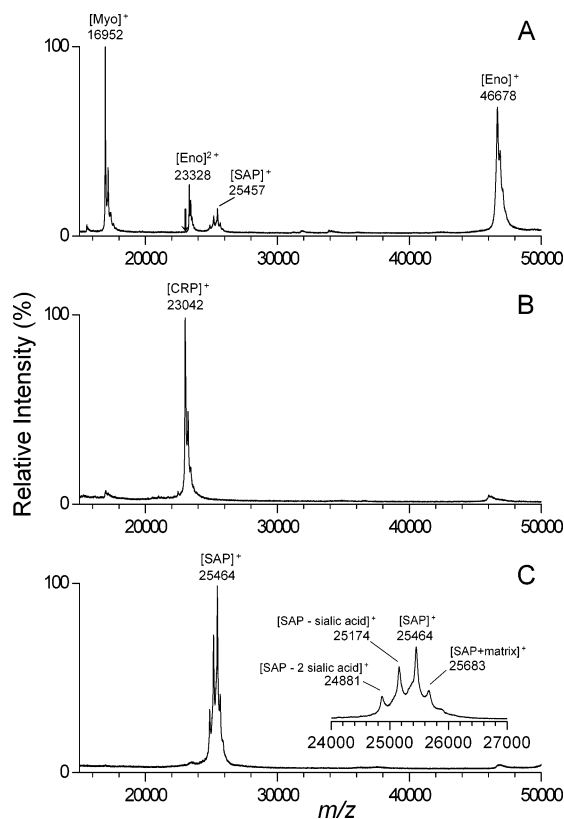 [Myo]+
16952
A
100
[Eno]+
46678
[Eno]2+
23328
[SAP]+
25457
0
20000 30000 40000 50000
[CRP]+
23042
B
100
0
20000 30000 40000 50000
Relative Intensity (%)
[SAP]+
25464
C
100
[SAP - sialic acid]+
25174
[SAP]+
25464
[SAP+matrix]+
25683
[SAP - 2 sialic acid]+
24881
24000 25000 26000 27000
0
20000 30000 40000 50000
m/z